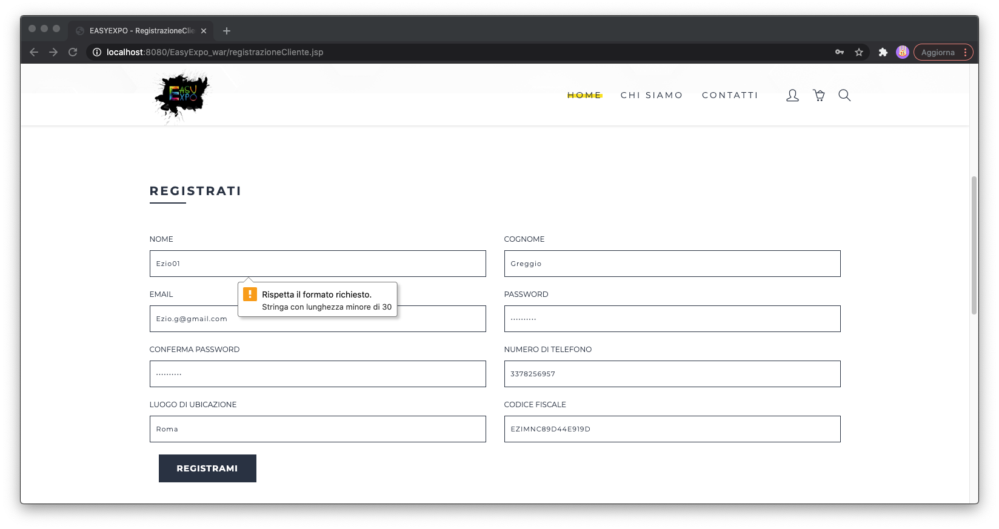 EASYEXPO - RegistrazioneClie
localhost:8080/EasyExpo_war/registrazioneCliente.jsp
Aggiorna
EASY
EXPO
HOME CHI SIAMO CONTATTI
REGISTRATI
NOME COGNOME
Ezio01 Greggio
Rispetta il formato richiesto.
Stringa con lunghezza minore di 30
EMAIL PASSWORD
Ezio.g@gmail.com ··········
CONFERMA PASSWORD NUMERO DI TELEFONO
·········· 3378256957
LUOGO DI UBICAZIONE CODICE FISCALE
Roma EZIMNC89D44E919D
REGISTRAMI